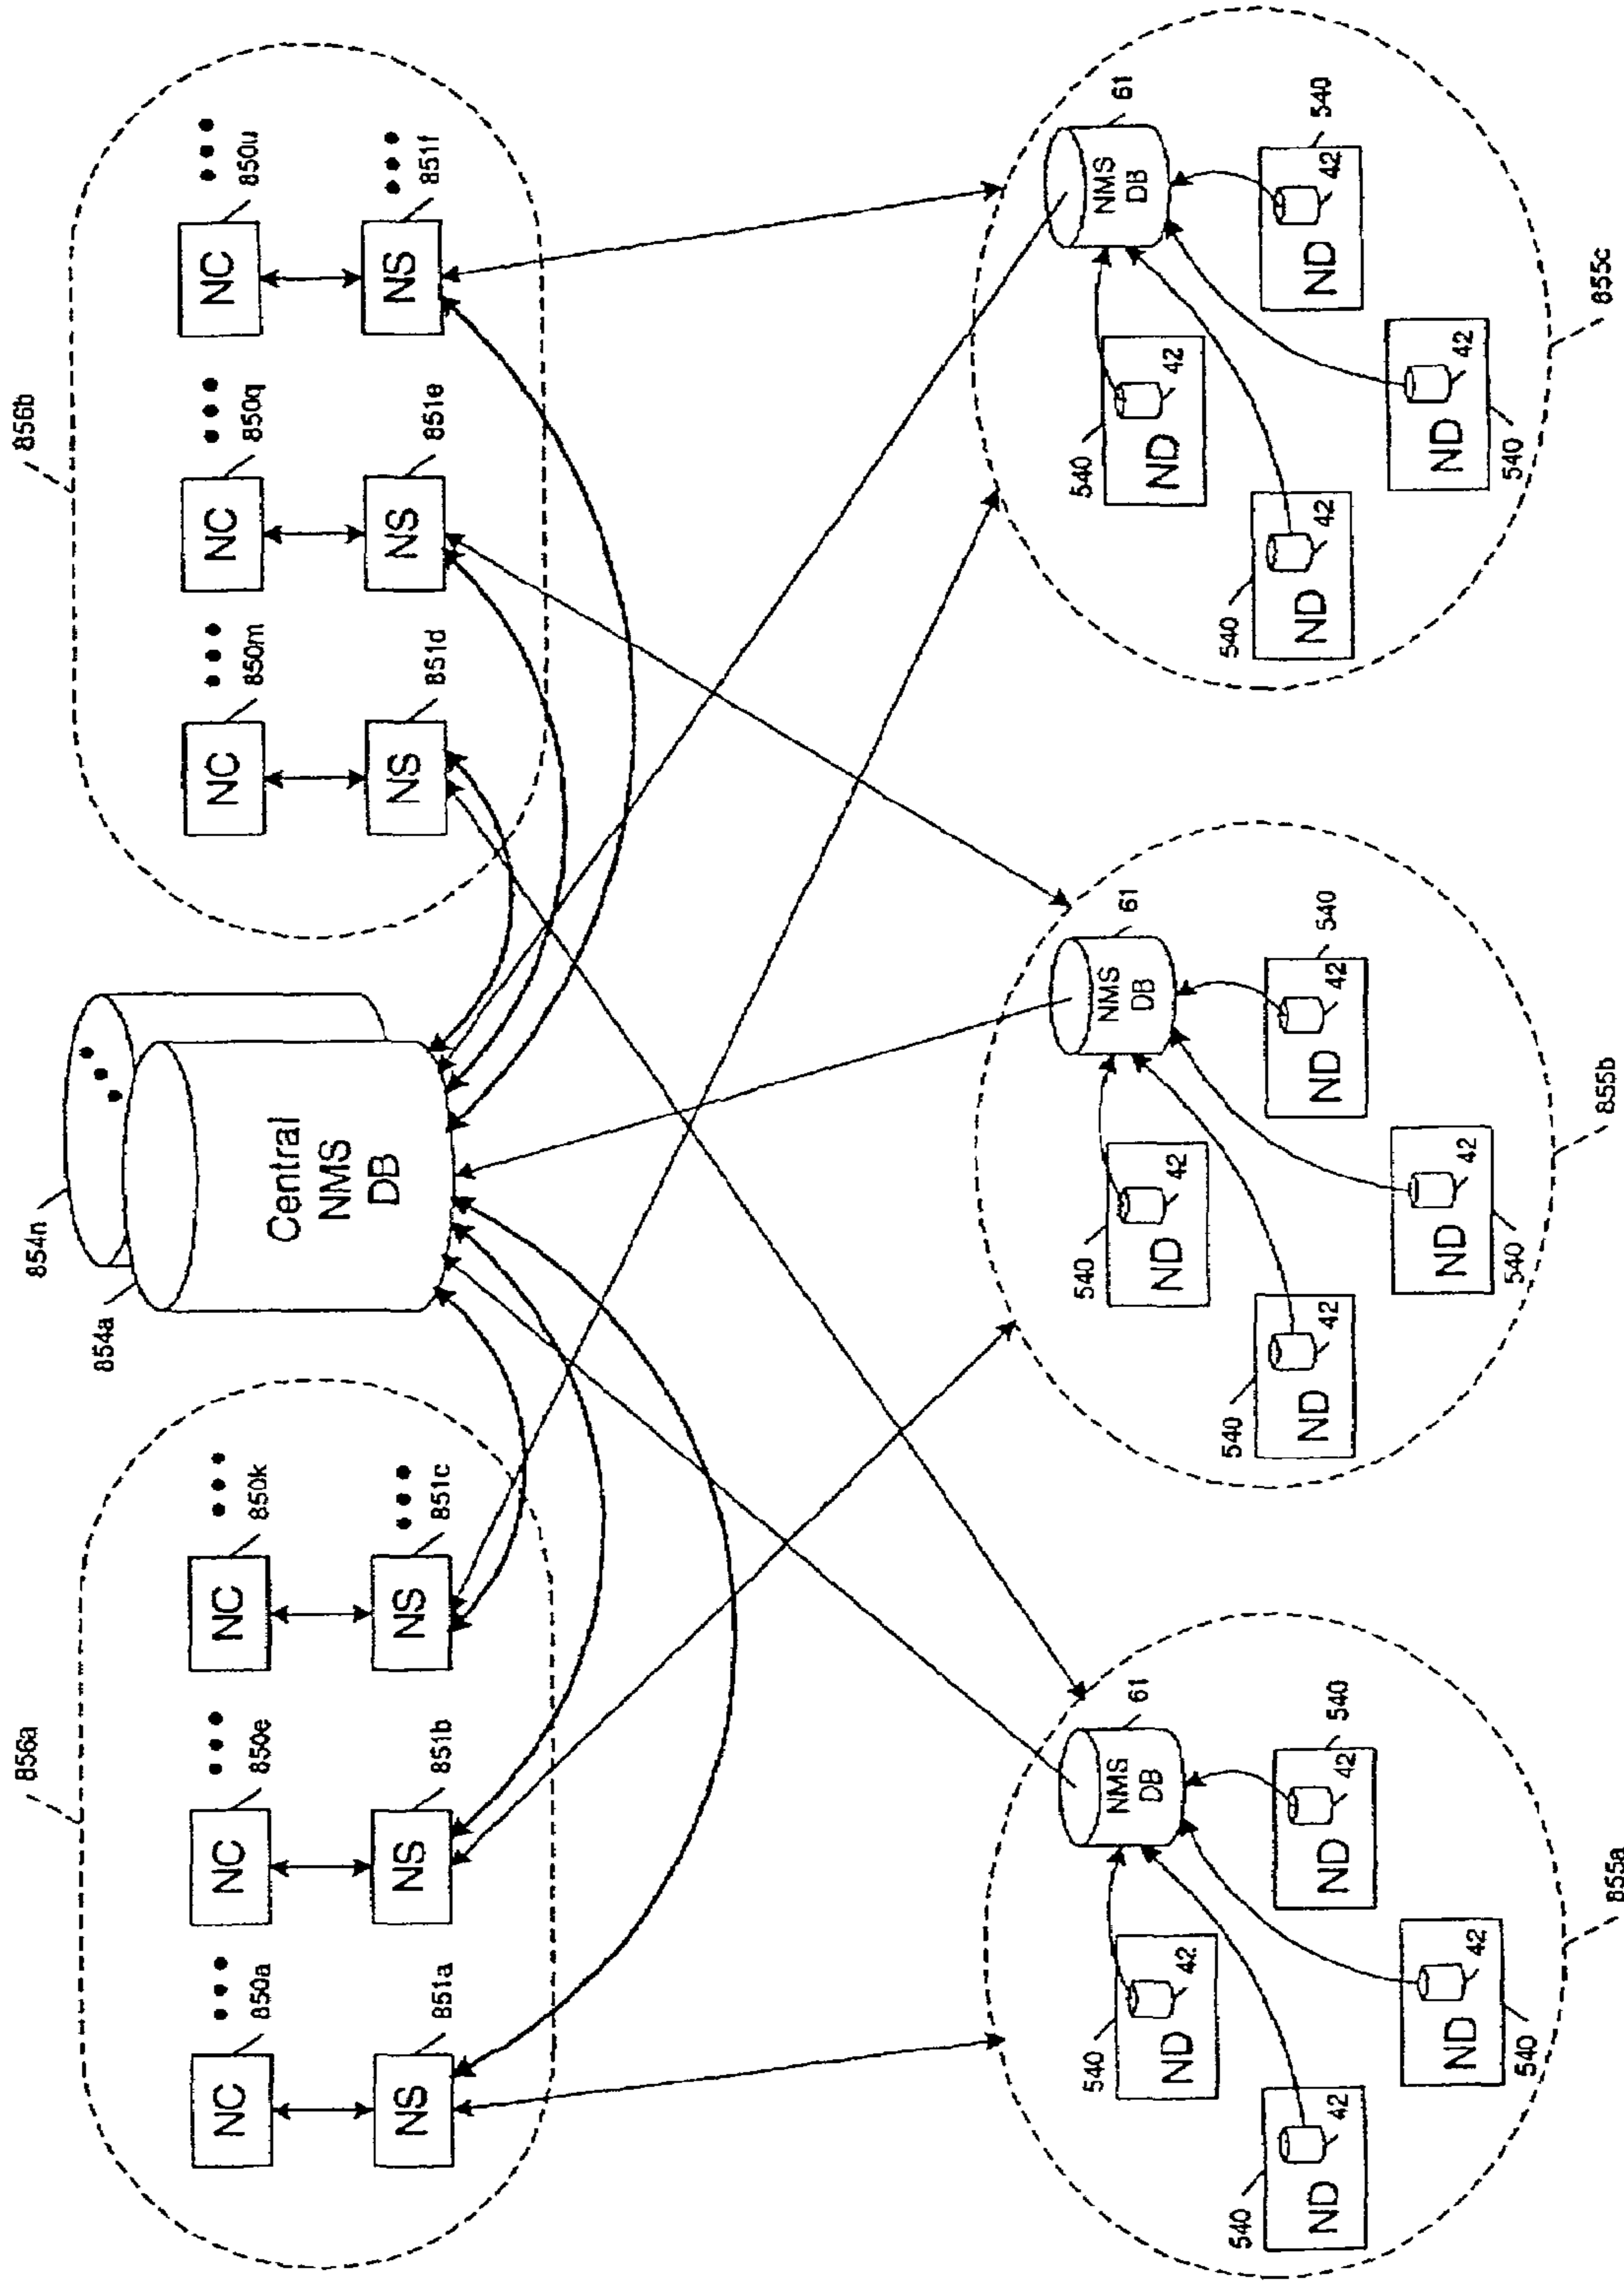 856a
850a
850e
850k
NC
NC
NC
851a
851b
851c
NS
NS
NS
854n
854a
Central
NMS
DB
856b
850m
850q
850u
NC
NC
NC
851d
851e
851f
NS
NS
NS
61
NMS
DB
540
42
ND
540
42
ND
540
42
ND
540
42
ND
855a
61
NMS
DB
540
42
ND
540
42
ND
540
42
ND
540
42
ND
855b
61
NMS
DB
540
42
ND
540
42
ND
540
42
ND
540
42
ND
855c